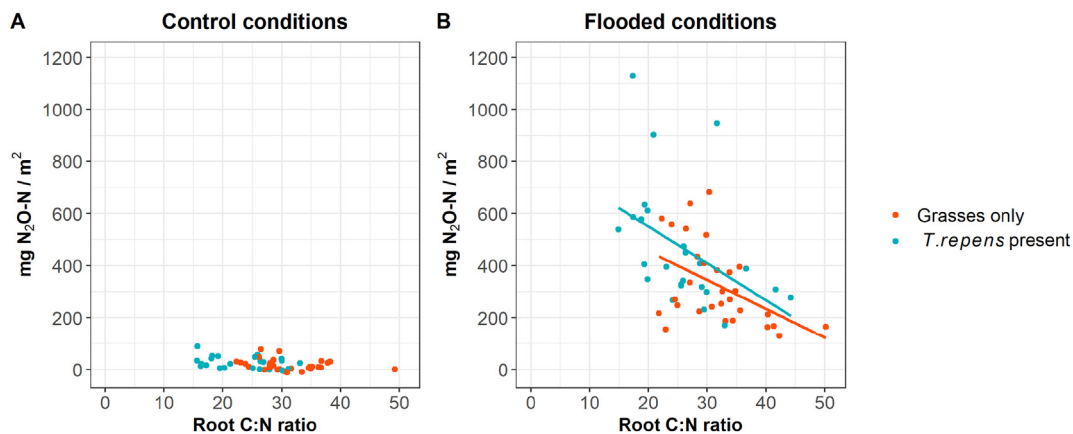 A
Control conditions
mg N₂O-N / m²
1200
1000
800
600
400
200
0
0 10 20 30 40 50
Root C:N ratio
B
Flooded conditions
mg N₂O-N / m²
1200
1000
800
600
400
200
0
0 10 20 30 40 50
Root C:N ratio
Grasses only
T.repens present